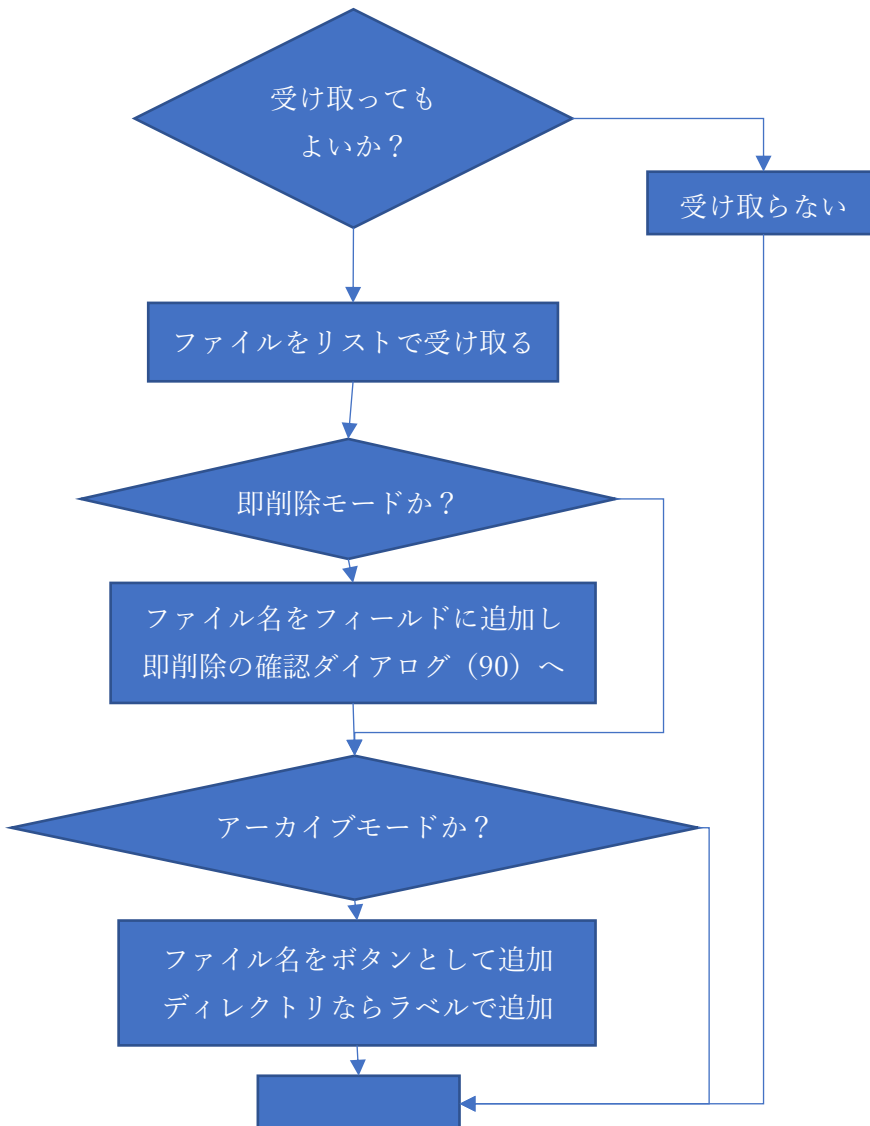 受け取っても
よいか？
受け取らない
ファイルをリストで受け取る
即削除モードか？
ファイル名をフィールドに追加し
即削除の確認ダイアログ（90）へ
アーカイブモードか？
ファイル名をボタンとして追加
ディレクトリならラベルで追加